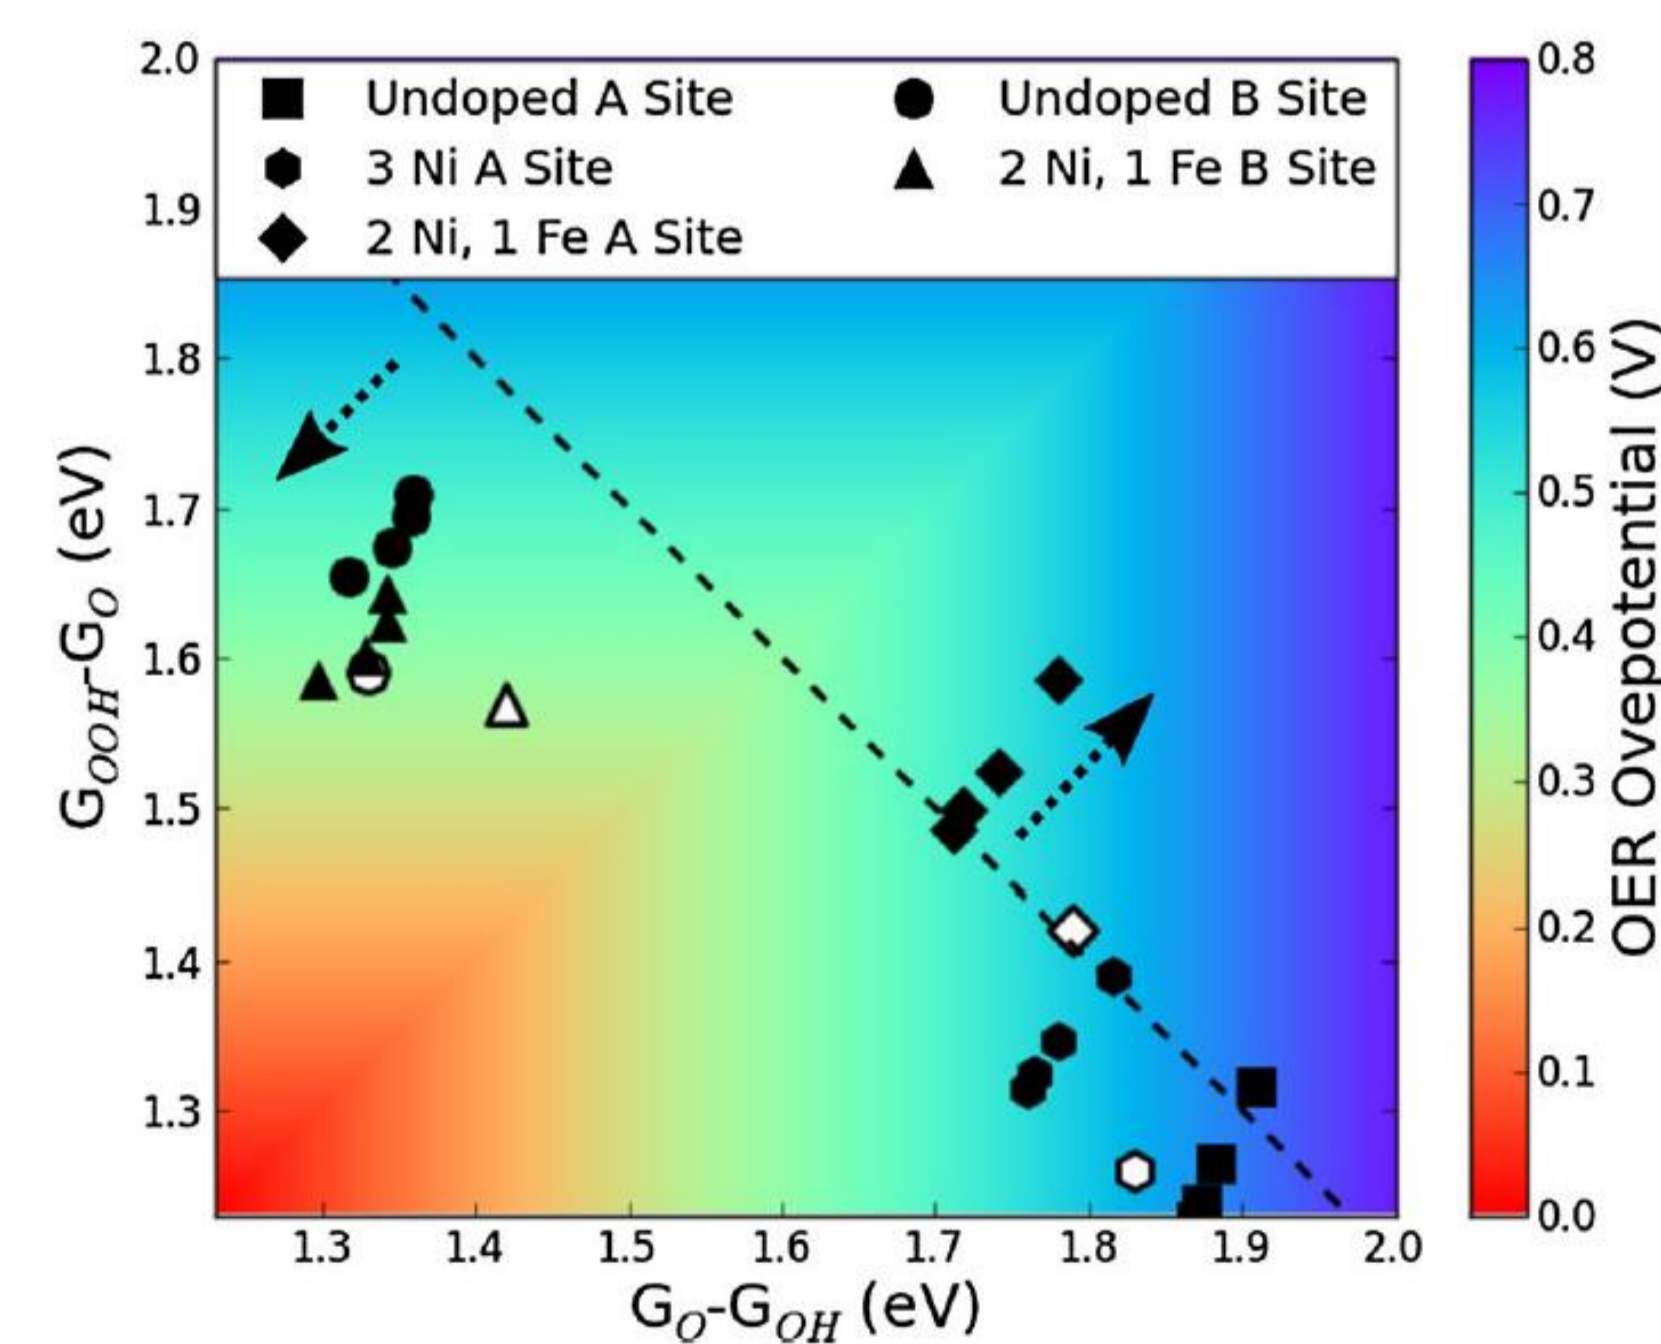 Undoped A Site
Undoped B Site
3 Ni A Site
2 Ni, 1 Fe B Site
2 Ni, 1 Fe A Site
2.0
1.9
1.8
1.7
1.6
1.5
1.4
1.3
G_OOH-G_O (eV)
1.3 1.4 1.5 1.6 1.7 1.8 1.9 2.0
G_O-G_OH (eV)
0.8
0.7
0.6
0.5
0.4
0.3
0.2
0.1
0.0
OER Ovepotential (V)